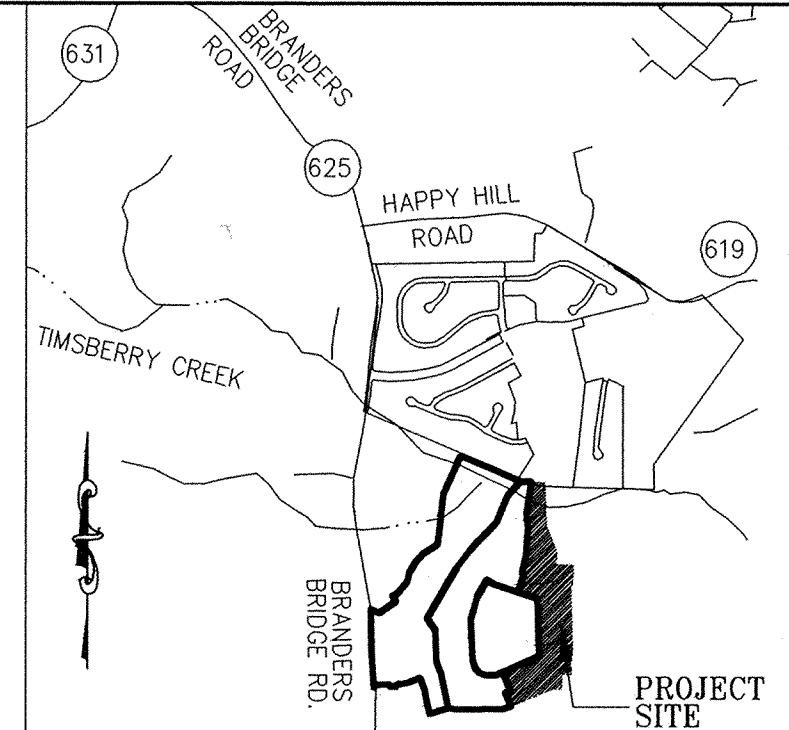 631
BRANDERS
BRIDGE
ROAD
625
HAPPY HILL
ROAD
619
TIMSBERRY CREEK
BRANDERS
BRIDGE RD.
PROJECT
SITE